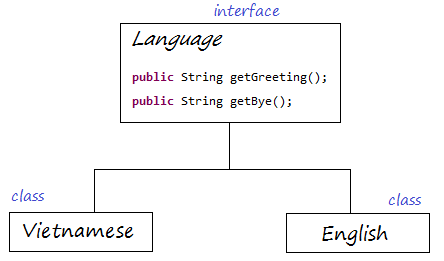 interface
Language
public String getGreeting();
public String getBye();
class
Vietnamese
class
English